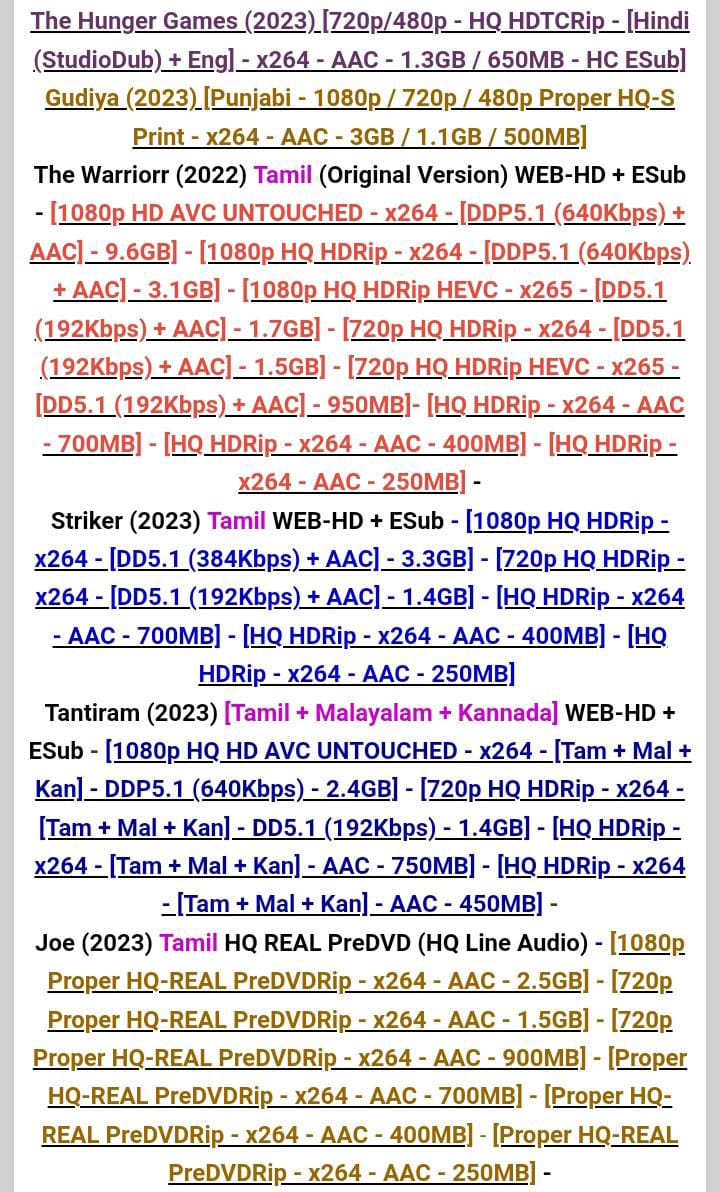 The Hunger Games (2023) [720p/480p - HQ HDTCRip - [Hindi
(StudioDub) + Eng] - x264 - AAC - 1.3GB / 650MB - HC ESub]
Gudiya (2023) [Punjabi - 1080p / 720p / 480p Proper HQ-S
Print - x264 - AAC - 3GB / 1.1GB / 500MB]
The Warriorr (2022) Tamil (Original Version) WEB-HD + ESub
- [1080p HD AVC UNTOUCHED - x264 - [DDP5.1 (640Kbps) +
AAC] - 9.6GB] - [1080p HQ HDRip - x264 - [DDP5.1 (640Kbps)
+ AAC] - 3.1GB] - [1080p HQ HDRip HEVC - x265 - [DD5.1
(192Kbps) + AAC] - 1.7GB] - [720p HQ HDRip - x264 - [DD5.1
(192Kbps) + AAC] - 1.5GB] - [720p HQ HDRip HEVC - x265 -
[DD5.1 (192Kbps) + AAC] - 950MB]- [HQ HDRip - x264 - AAC
- 700MB] - [HQ HDRip - x264 - AAC - 400MB] - [HQ HDRip -
x264 - AAC - 250MB] -
Striker (2023) Tamil WEB-HD + ESub - [1080p HQ HDRip -
x264 - [DD5.1 (384Kbps) + AAC] - 3.3GB] - [720p HQ HDRip -
x264 - [DD5.1 (192Kbps) + AAC] - 1.4GB] - [HQ HDRip - x264
- AAC - 700MB] - [HQ HDRip - x264 - AAC - 400MB] - [HQ
HDRip - x264 - AAC - 250MB]
Tantiram (2023) [Tamil + Malayalam + Kannada] WEB-HD +
ESub - [1080p HQ HD AVC UNTOUCHED - x264 - [Tam + Mal +
Kan] - DDP5.1 (640Kbps) - 2.4GB] - [720p HQ HDRip - x264 -
[Tam + Mal + Kan] - DD5.1 (192Kbps) - 1.4GB] - [HQ HDRip -
x264 - [Tam + Mal + Kan] - AAC - 750MB] - [HQ HDRip - x264
- [Tam + Mal + Kan] - AAC - 450MB] -
Joe (2023) Tamil HQ REAL PreDVD (HQ Line Audio) - [1080p
Proper HQ-REAL PreDVDRip - x264 - AAC - 2.5GB] - [720p
Proper HQ-REAL PreDVDRip - x264 - AAC - 1.5GB] - [720p
Proper HQ-REAL PreDVDRip - x264 - AAC - 900MB] - [Proper
HQ-REAL PreDVDRip - x264 - AAC - 700MB] - [Proper HQ-
REAL PreDVDRip - x264 - AAC - 400MB] - [Proper HQ-REAL
PreDVDRip - x264 - AAC - 250MB] -